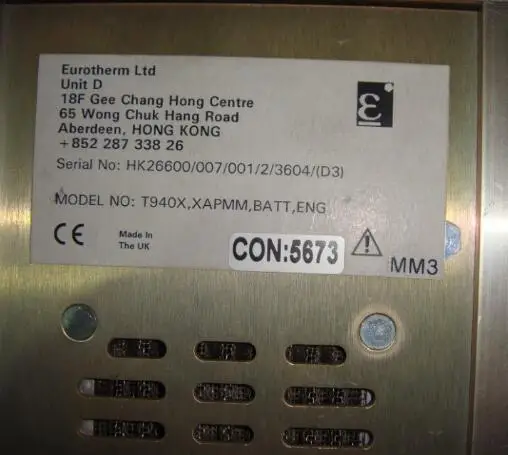 Eurotherm Ltd
Unit D
18F Gee Chang Hong Centre
65 Wong Chuk Hang Road
Aberdeen, HONG KONG
+852 287 338 26
Serial No: HK26600/007/001/2/3604/(D3)
MODEL NO: T940X,XAPMM,BATT,ENG
CE
Made In
The UK
CON:5673
MM3